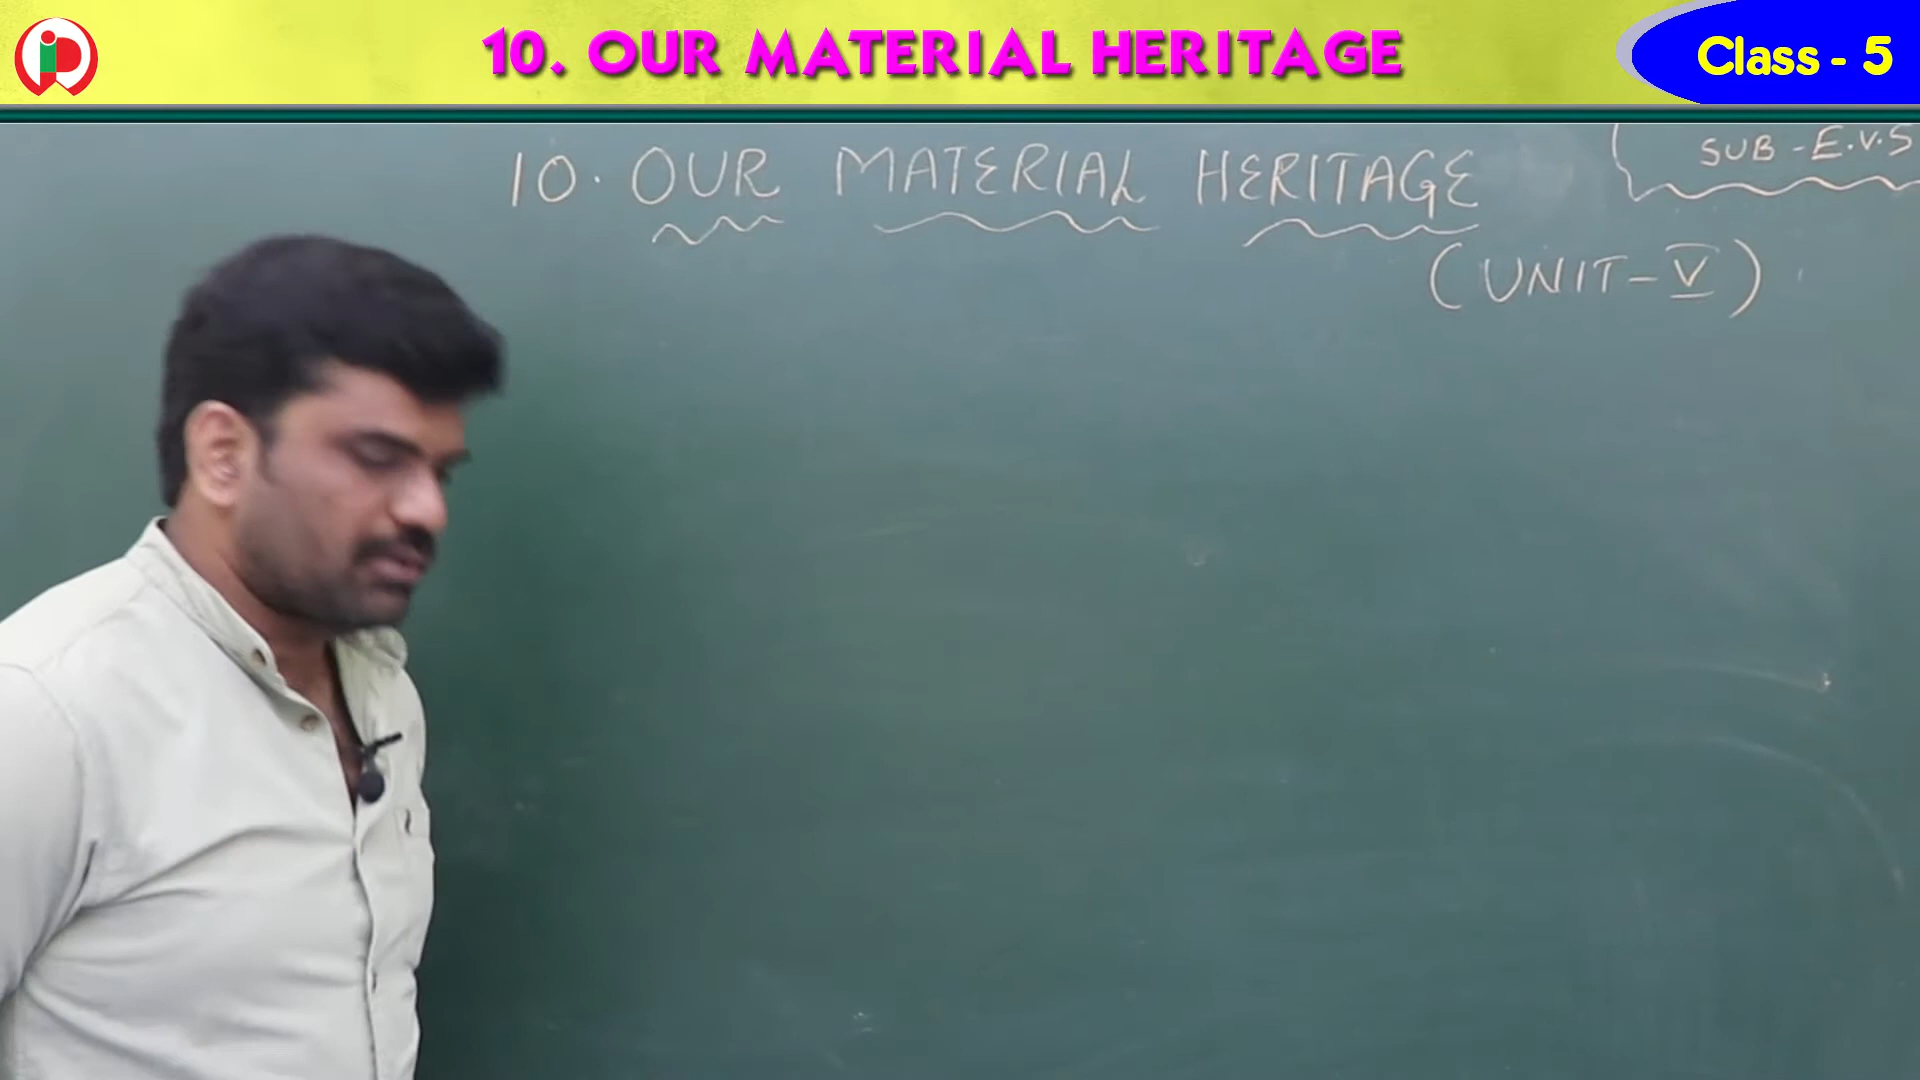 10. OUR MATERIAL HERITAGE
Class - 5
SUB - E.V.S
10. OUR MATERIAL HERITAGE
(UNIT-V)